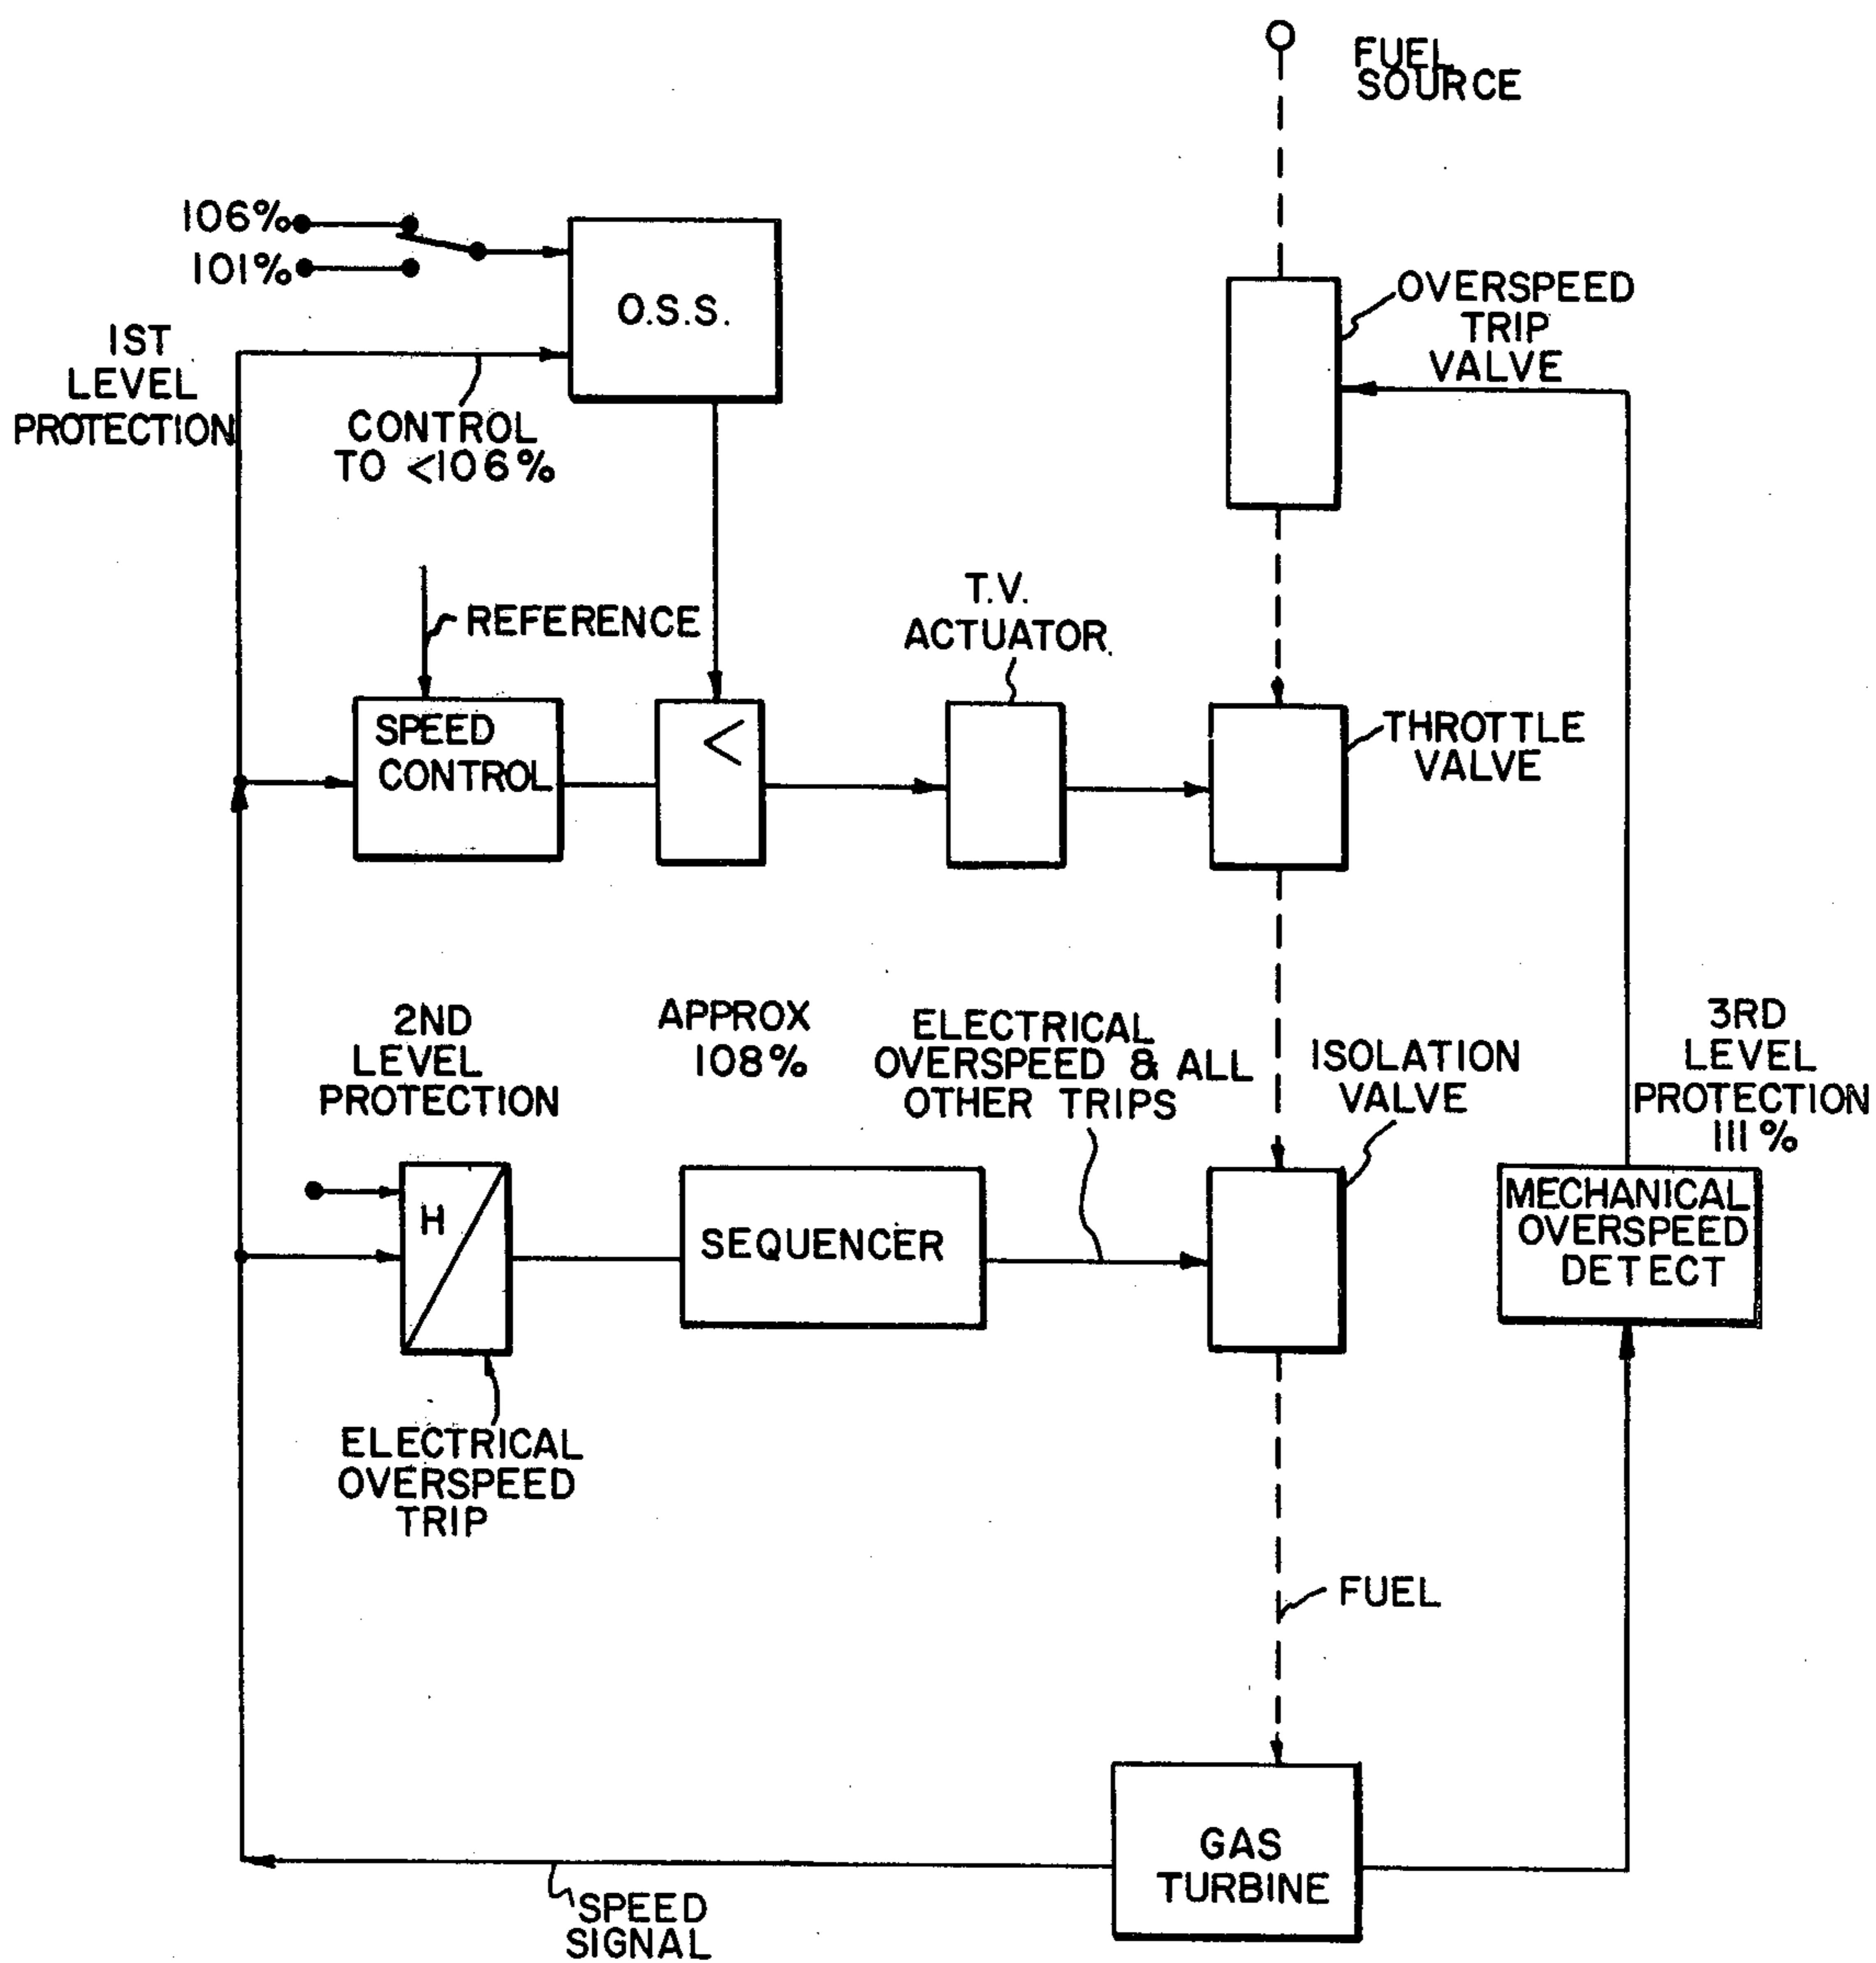 FUEL
SOURCE
106%
101%
O.S.S.
OVERSPEED
TRIP
VALVE
1ST
LEVEL
PROTECTION
CONTROL
TO <106%
REFERENCE
T.V.
ACTUATOR
SPEED
CONTROL
<
THROTTLE
VALVE
2ND
LEVEL
PROTECTION
APPROX
108%
ELECTRICAL
OVERSPEED & ALL
OTHER TRIPS
ISOLATION
VALVE
3RD
LEVEL
PROTECTION
111%
H
SEQUENCER
MECHANICAL
OVERSPEED
DETECT
ELECTRICAL
OVERSPEED
TRIP
FUEL
GAS
TURBINE
SPEED
SIGNAL